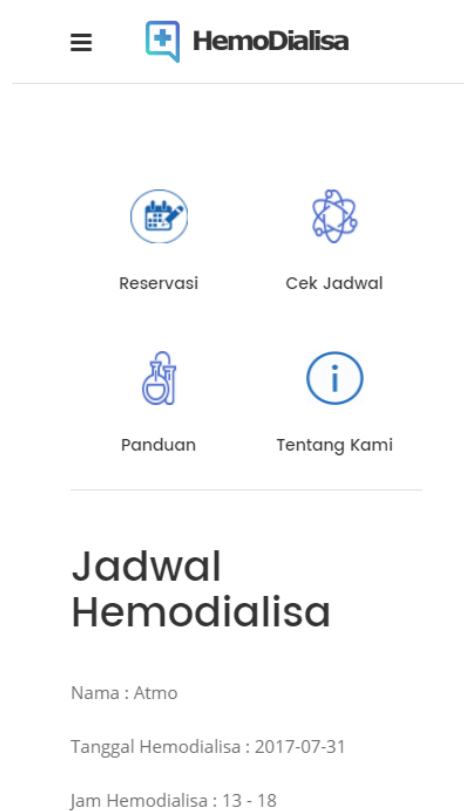 HemoDialisa
Reservasi
Cek Jadwal
Panduan
Tentang Kami
Jadwal
Hemodialisa
Nama : Atmo
Tanggal Hemodialisa : 2017-07-31
Jam Hemodialisa : 13 - 18